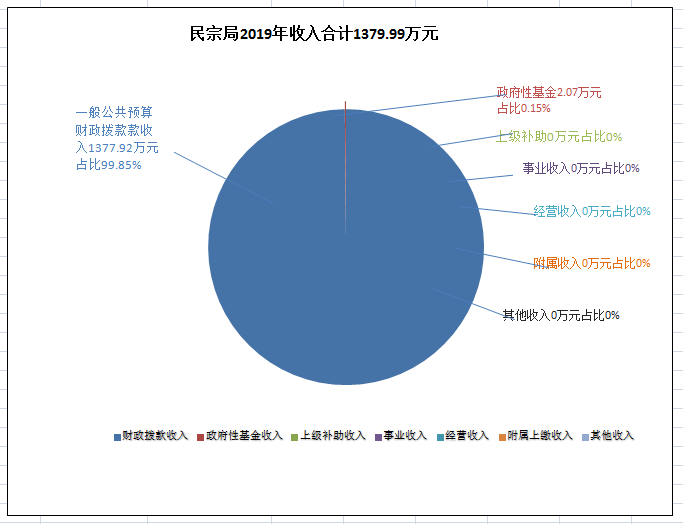 民宗局2019年收入合计1379.99万元
一般公共预算
财政拨款款收
入1377.92万元
占比99.85%
政府性基金2.07万元
占比0.15%
上级补助0万元占比0%
事业收入0万元占比0%
经营收入0万元占比0%
附属收入0万元占比0%
其他收入0万元占比0%
财政拨款收入 政府性基金收入 上级补助收入 事业收入 经营收入 附属上缴收入 其他收入